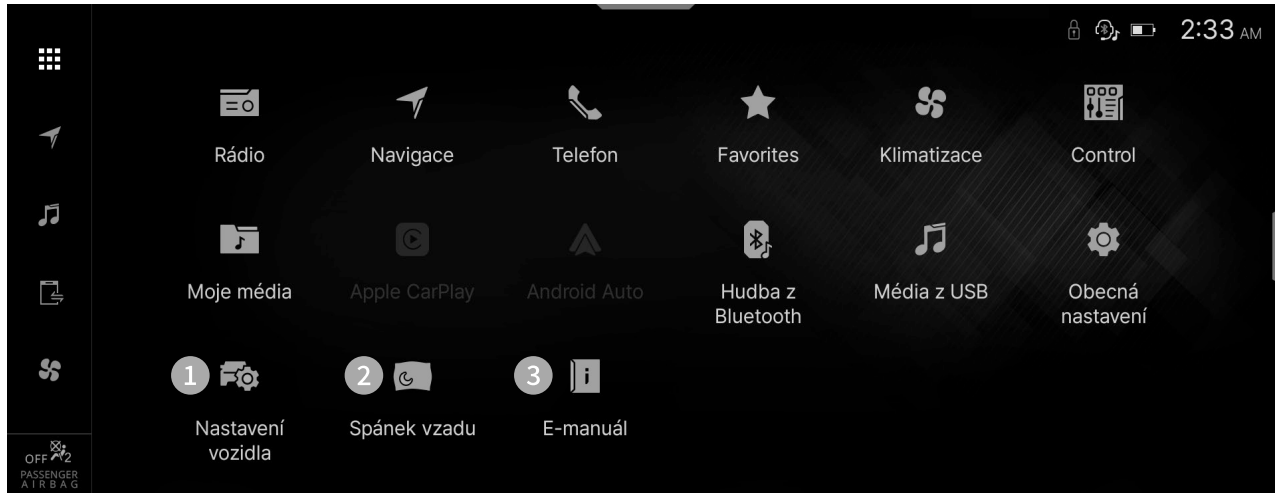 2:33 AM
Rádio
Navigace
Telefon
Favorites
Klimatizace
Control
Moje média
Apple CarPlay
Android Auto
Hudba z
Bluetooth
Média z USB
Obecná
nastavení
1
Nastavení
vozidla
2
Spánek vzadu
3
E-manuál
OFF 2
PASSENGER
AIRBAG